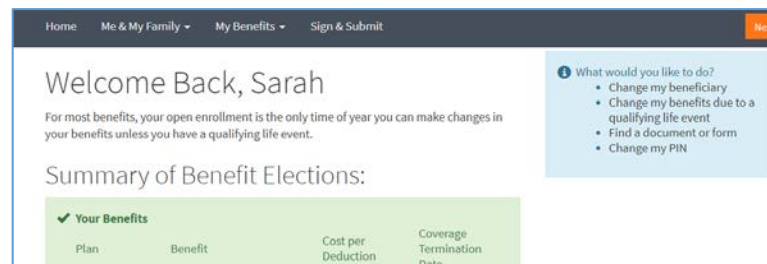 Home Me & My Family My Benefits Sign & Submit
Welcome Back, Sarah
For most benefits, your open enrollment is the only time of year you can make changes in
your benefits unless you have a qualifying life event.
Summary of Benefit Elections:
Your Benefits
Plan Benefit Cost per Deduction Coverage Termination
What would you like to do?
Change my beneficiary
Change my benefits due to a
qualifying life event
Find a document or form
Change my PIN